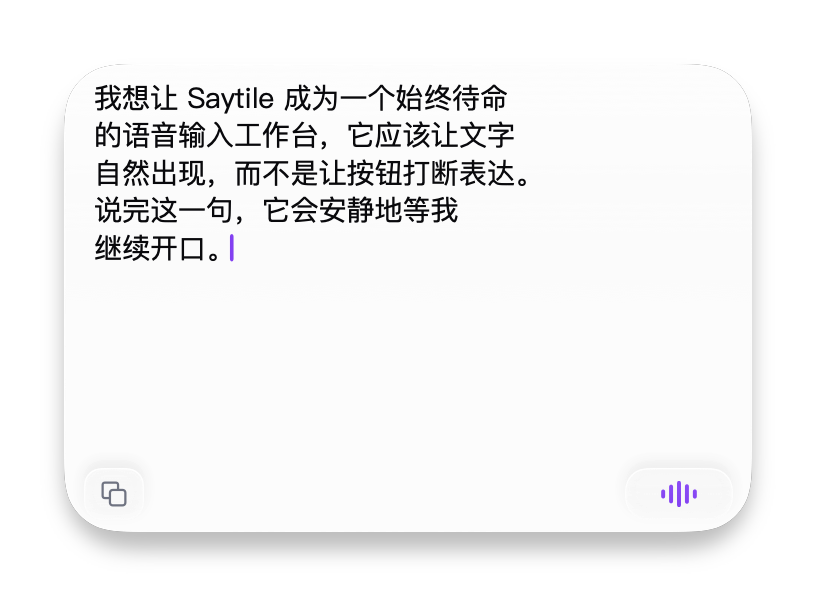 我想让 Saytile 成为一个始终待命
的语音输入工作台，它应该让文字
自然出现，而不是让按钮打断表达。
说完这一句，它会安静地等我
继续开口。